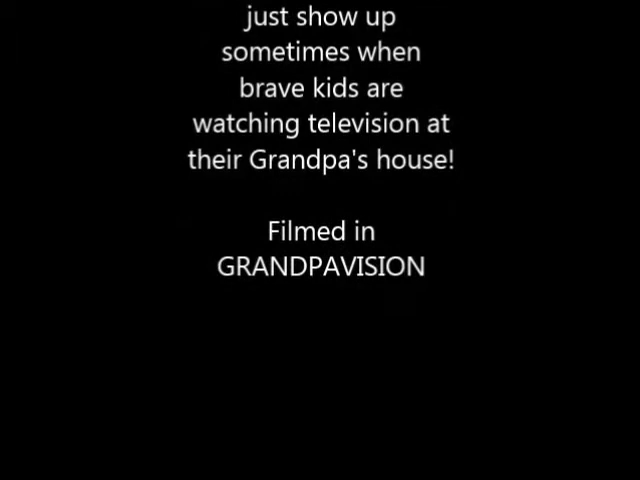 just show up
sometimes when
brave kids are
watching television at
their Grandpa's house!
Filmed in
GRANDPAVISION